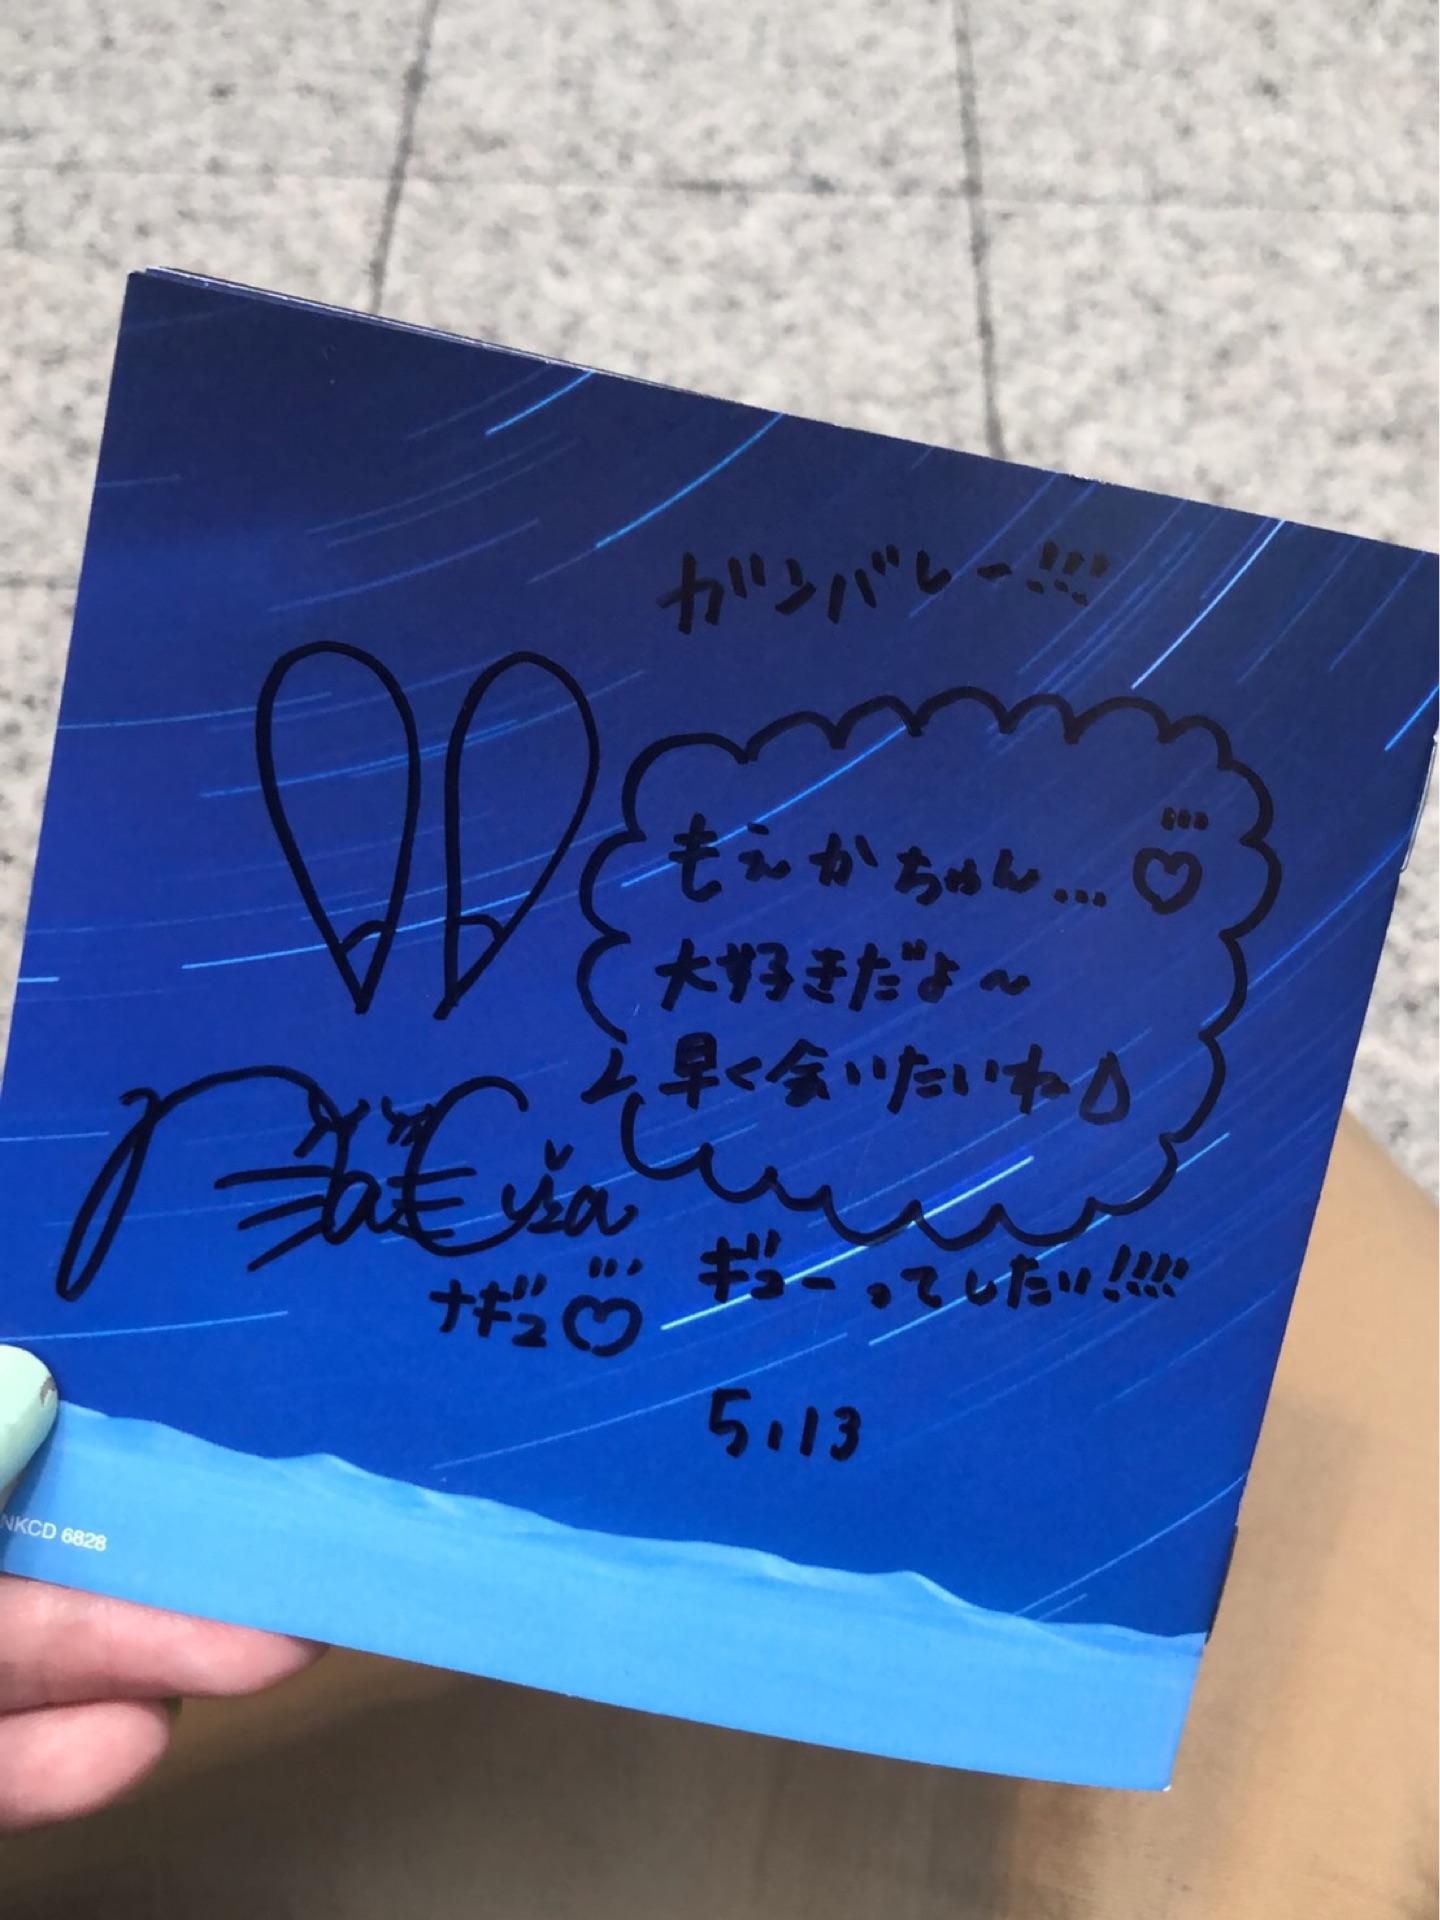 ガンバレー!!!
もえかちゃん...♡
大好きだよ〜
早く会いたいね
ナギュ♡
ギューってしたい!!!!
5.13
NKCD 6828